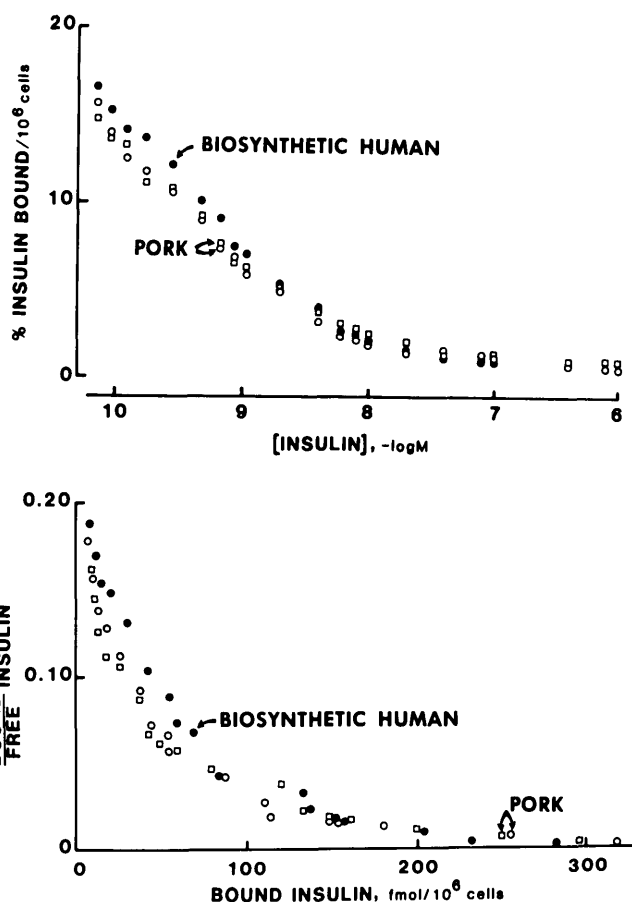 20
BIOSYNTHETIC HUMAN
10
PORK
0
% INSULIN BOUND/10⁶ cells
10 9 8 7 6
[INSULIN], -logM
0.20
0.10
BIOSYNTHETIC HUMAN
INSULIN
FREE
PORK
0
0 100 200 300
BOUND INSULIN, fmol/10⁶ cells